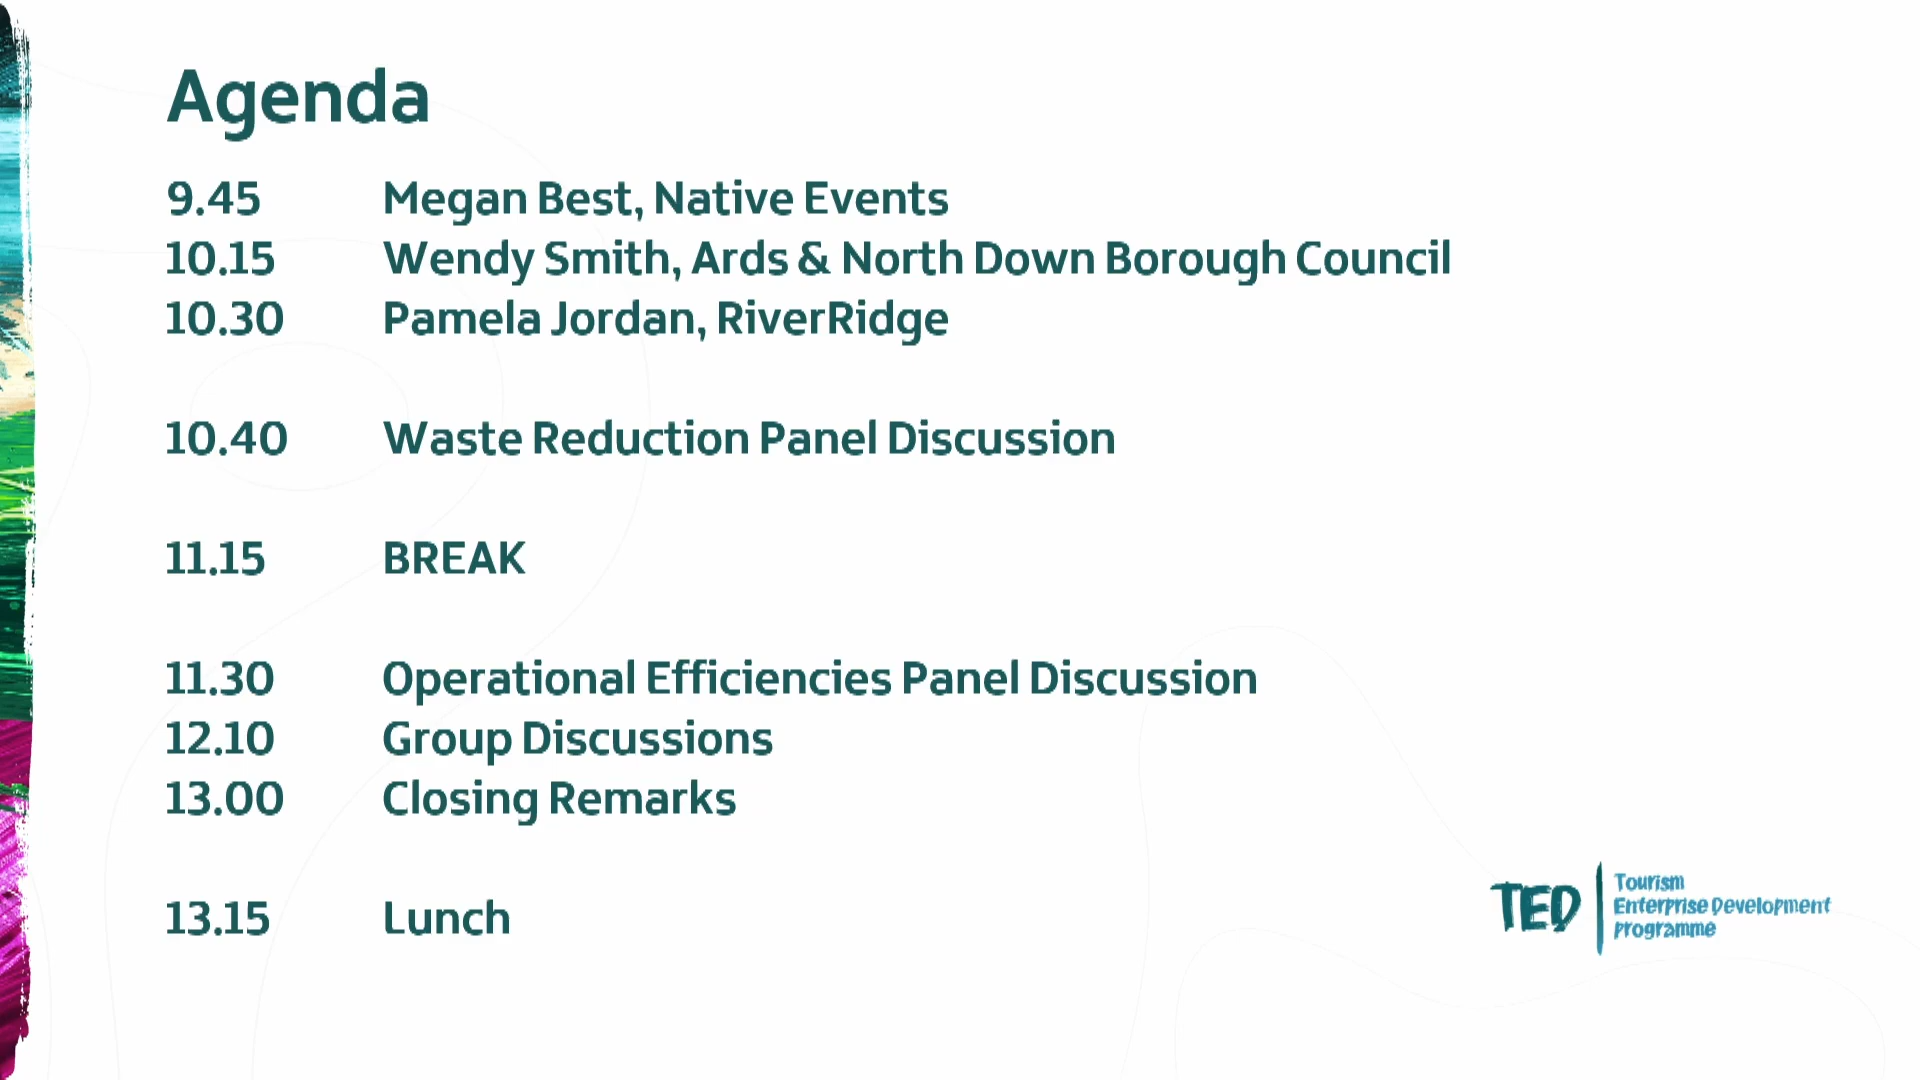 Agenda
9.45 Megan Best, Native Events
10.15 Wendy Smith, Ards & North Down Borough Council
10.30 Pamela Jordan, RiverRidge
10.40 Waste Reduction Panel Discussion
11.15 BREAK
11.30 Operational Efficiencies Panel Discussion
12.10 Group Discussions
13.00 Closing Remarks
13.15 Lunch
TED
Tourism
Enterprise Development
programme